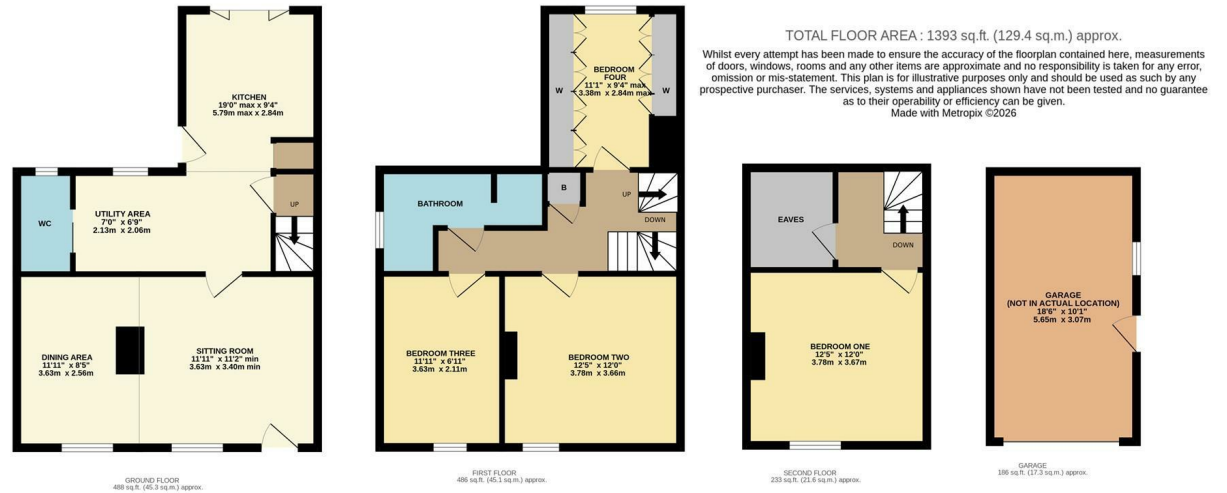 TOTAL FLOOR AREA : 1393 sq.ft. (129.4 sq.m.) approx.
Whilst every attempt has been made to ensure the accuracy of the floorplan contained here, measurements
of doors, windows, rooms and any other items are approximate and no responsibility is taken for any error,
omission or mis-statement. This plan is for illustrative purposes only and should be used as such by any
prospective purchaser. The services, systems and appliances shown have not been tested and no guarantee
as to their operability or efficiency can be given.
Made with Metropix ©2026
KITCHEN
19'0" max x 9'4"
5.79m max x 2.84m
UTILITY AREA
7'0" x 6'9"
2.13m x 2.06m
WC
UP
DINING AREA
11'11" x 8'5"
3.63m x 2.56m
SITTING ROOM
11'11" x 11'2" min
3.63m x 3.40m min
GROUND FLOOR
488 sq.ft. (45.3 sq.m.) approx.
BEDROOM
FOUR
11'1" x 9'4" max
3.38m x 2.84m max
W
W
B
UP
DOWN
BATHROOM
BEDROOM THREE
11'11" x 6'11"
3.63m x 2.11m
BEDROOM TWO
12'5" x 12'0"
3.78m x 3.66m
FIRST FLOOR
486 sq.ft. (45.1 sq.m.) approx.
EAVES
DOWN
BEDROOM ONE
12'5" x 12'0"
3.78m x 3.67m
SECOND FLOOR
233 sq.ft. (21.6 sq.m.) approx.
GARAGE
(NOT IN ACTUAL LOCATION)
18'6" x 10'1"
5.65m x 3.07m
GARAGE
186 sq.ft. (17.3 sq.m.) approx.